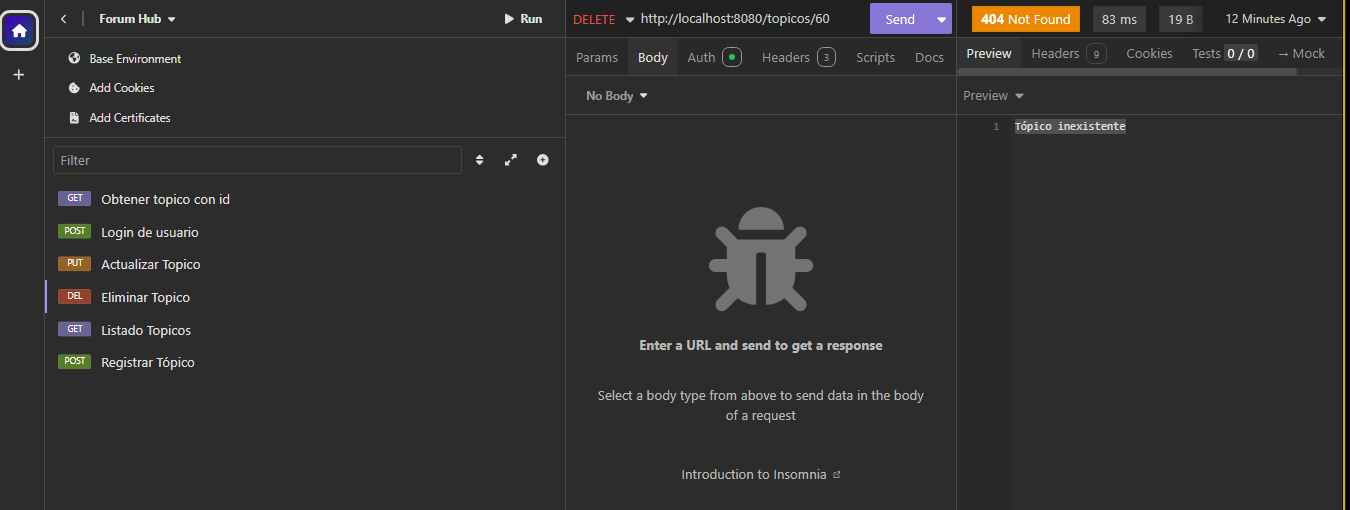 Forum Hub
Run
Base Environment
Add Cookies
Add Certificates
Filter
GET Obtener topico con id
POST Login de usuario
PUT Actualizar Topico
DEL Eliminar Topico
GET Listado Topicos
POST Registrar Tópico
DELETE http://localhost:8080/topicos/60 Send
Params Body Auth Headers 3 Scripts Docs
No Body
Enter a URL and send to get a response
Select a body type from above to send data in the body
of a request
Introduction to Insomnia
404 Not Found 83 ms 19 B 12 Minutes Ago
Preview Headers 9 Cookies Tests 0 / 0 → Mock
Preview
1 Tópico inexistente